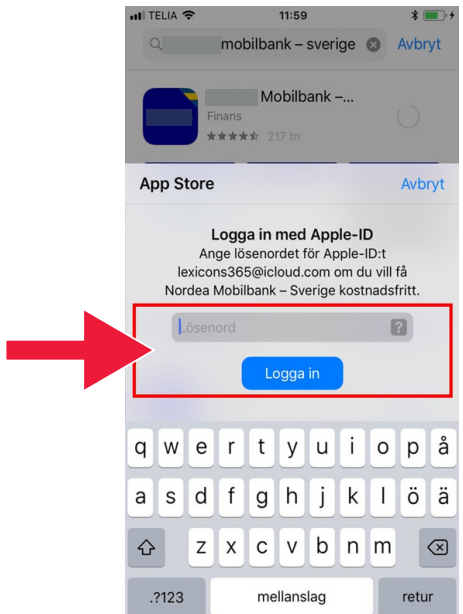 TELIA 11:59
mobilbank – sverige Avbryt
Mobilbank –...
Finans
217 tn
App Store Avbryt
Logga in med Apple-ID
Ange lösenordet för Apple-ID:t
lexicons365@icloud.com om du vill få
Nordea Mobilbank – Sverige kostnadsfritt.
Lösenord ?
Logga in
q w e r t y u i o p å
a s d f g h j k l ö ä
z x c v b n m
.?123 mellanslag retur